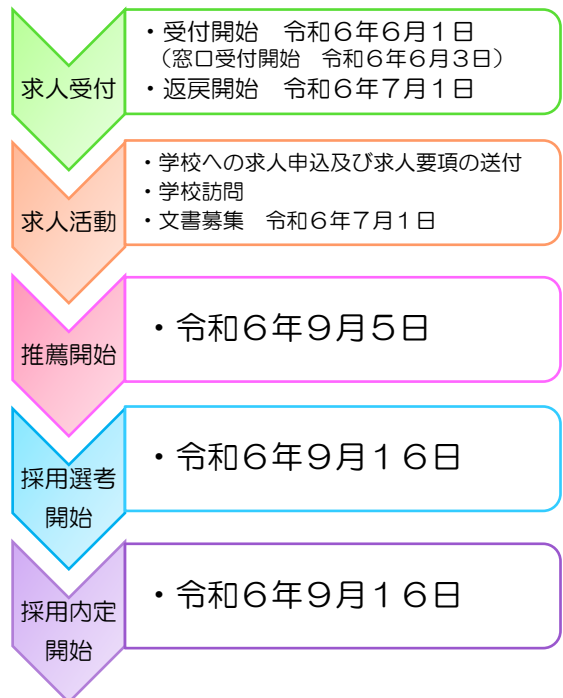 求人受付
・受付開始　令和６年６月１日
（窓口受付開始　令和６年６月３日）
・返戻開始　令和６年７月１日
求人活動
・学校への求人申込及び求人要項の送付
・学校訪問
・文書募集　令和６年７月１日
推薦開始
・令和６年９月５日
採用選考
開始
・令和６年９月１６日
採用内定
開始
・令和６年９月１６日